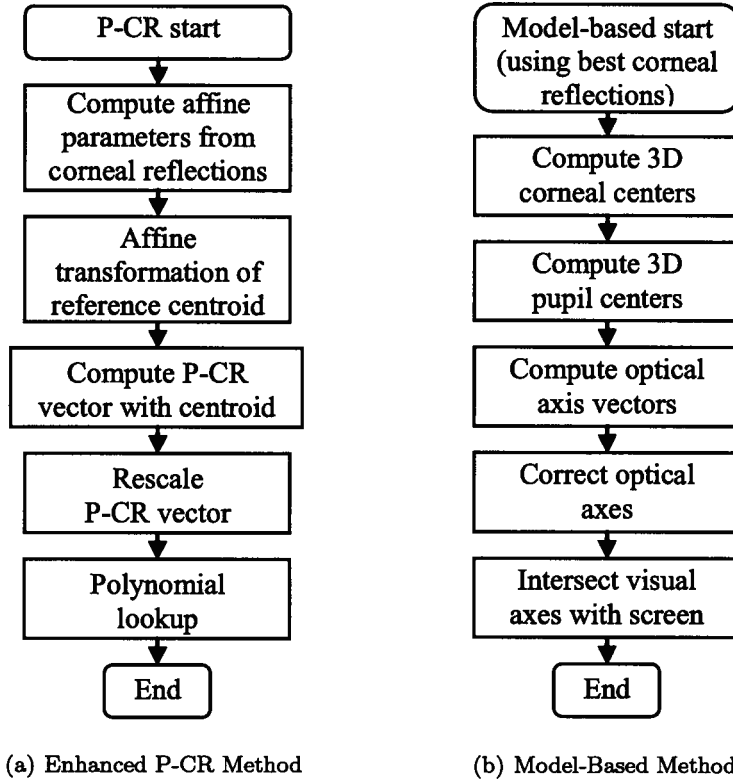 P-CR start
Compute affine
parameters from
corneal reflections
Affine
transformation of
reference centroid
Compute P-CR
vector with centroid
Rescale
P-CR vector
Polynomial
lookup
End
(a) Enhanced P-CR Method
Model-based start
(using best corneal
reflections)
Compute 3D
corneal centers
Compute 3D
pupil centers
Compute optical
axis vectors
Correct optical
axes
Intersect visual
axes with screen
End
(b) Model-Based Method